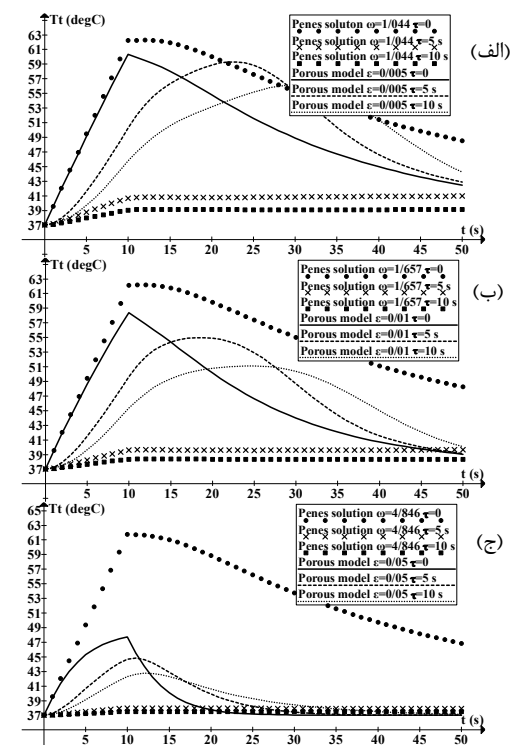 Tt (degC)
63
61
59
57
55
53
51
49
47
45
43
41
39
37
5 10 15 20 25 30 35 40 45 50
t (s)
Penes soluton ω=1/044 τ=0
Penes solution ω=1/044 τ=5 s
Penes solution ω=1/044 τ=10 s
Porous model ε=0/005 τ=0
Porous model ε=0/005 τ=5 s
Porous model ε=0/005 τ=10 s
(الف)
Tt (degC)
63
61
59
57
55
53
51
49
47
45
43
41
39
37
5 10 15 20 25 30 35 40 45 50
t (s)
Penes solution ω=1/657 τ=0
Penes solution ω=1/657 τ=5 s
Penes solution ω=1/657 τ=10 s
Porous model ε=0/01 τ=0
Porous model ε=0/01 τ=5 s
Porous model ε=0/01 τ=10 s
(ب)
Tt (degC)
65
63
61
59
57
55
53
51
49
47
45
43
41
39
37
5 10 15 20 25 30 35 40 45 50
t (s)
Penes solution ω=4/846 τ=0
Penes solution ω=4/846 τ=5 s
Penes solution ω=4/846 τ=10 s
Porous model ε=0/05 τ=0
Porous model ε=0/05 τ=5 s
Porous model ε=0/05 τ=10 s
(ج)